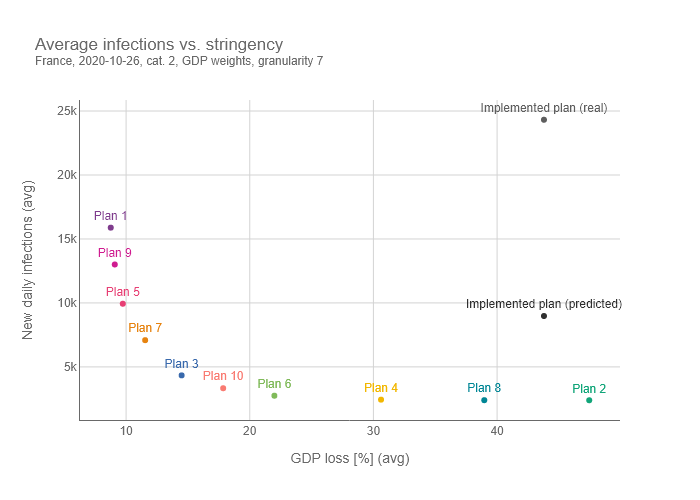 Average infections vs. stringency
France, 2020-10-26, cat. 2, GDP weights, granularity 7
25k
Implemented plan (real)
20k
Plan 1
15k
Plan 9
Plan 5
10k
Implemented plan (predicted)
Plan 7
5k
Plan 3
Plan 10
Plan 6
Plan 4
Plan 8
Plan 2
New daily infections (avg)
10
20
30
40
GDP loss [%] (avg)